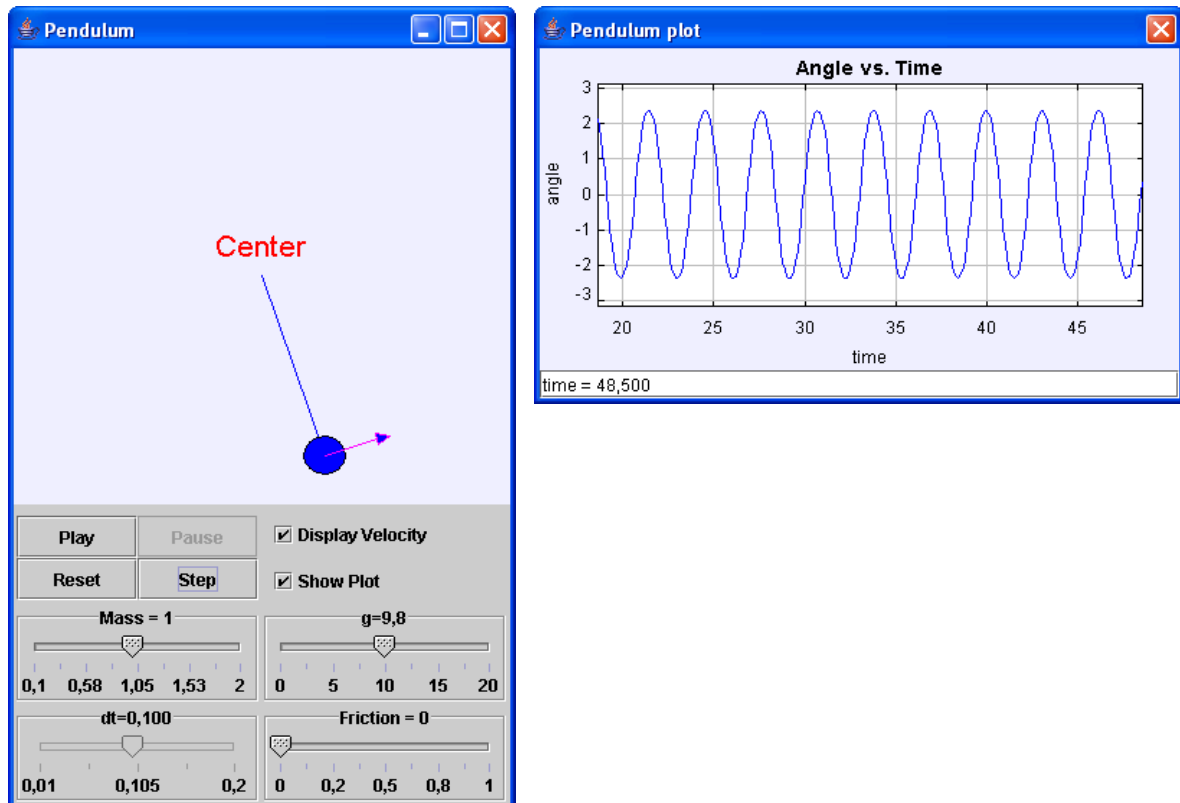 Pendulum
Center
Play
Pause
Display Velocity
Reset
Step
Show Plot
Mass = 1
0,1 0,58 1,05 1,53 2
g=9,8
0 5 10 15 20
dt=0,100
0,01 0,105 0,2
Friction = 0
0 0,2 0,5 0,8 1
Pendulum plot
Angle vs. Time
angle
3
2
1
0
-1
-2
-3
20 25 30 35 40 45
time
time = 48,500